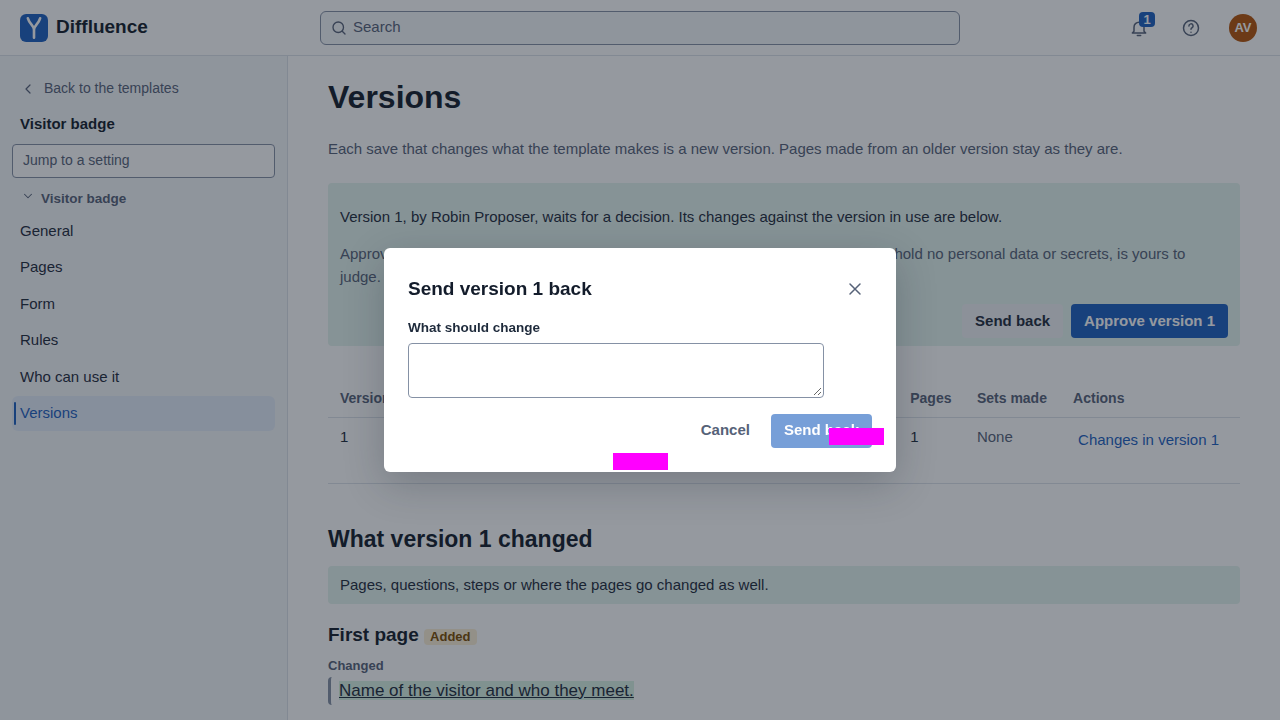 Diffluence
Search
1
AV
Back to the templates
Visitor badge
Jump to a setting
Visitor badge
General
Pages
Form
Rules
Who can use it
Versions
Versions
Each save that changes what the template makes is a new version. Pages made from an older version stay as they are.
Version 1, by Robin Proposer, waits for a decision. Its changes against the version in use are below.
hold no personal data or secrets, is yours to
judge.
Send back
Approve version 1
Send version 1 back
What should change
Cancel
Send
Pages
Sets made
Actions
1
1
None
Changes in version 1
What version 1 changed
Pages, questions, steps or where the pages go changed as well.
First page
Added
Changed
Name of the visitor and who they meet.